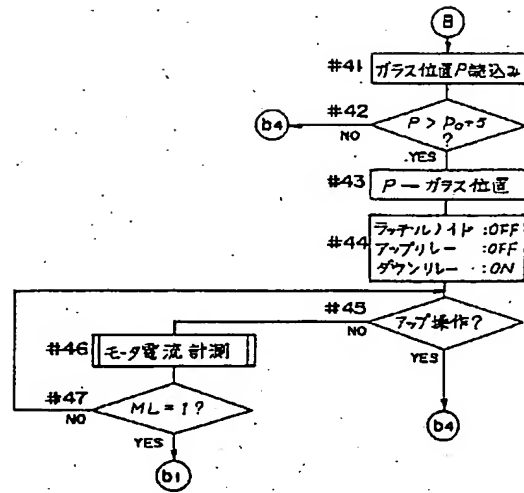 B
#41 ガラス位置P読込み
#42 P > P0+5
?
b4 NO
YES
#43 P—ガラス位置
#44 ラッチソレノイド:OFF
アップリレー :OFF
ダウンリレー :ON
#45 アップ操作?
NO
YES
#46 モータ電流計測
#47 ML=1?
NO
YES
b4
b1